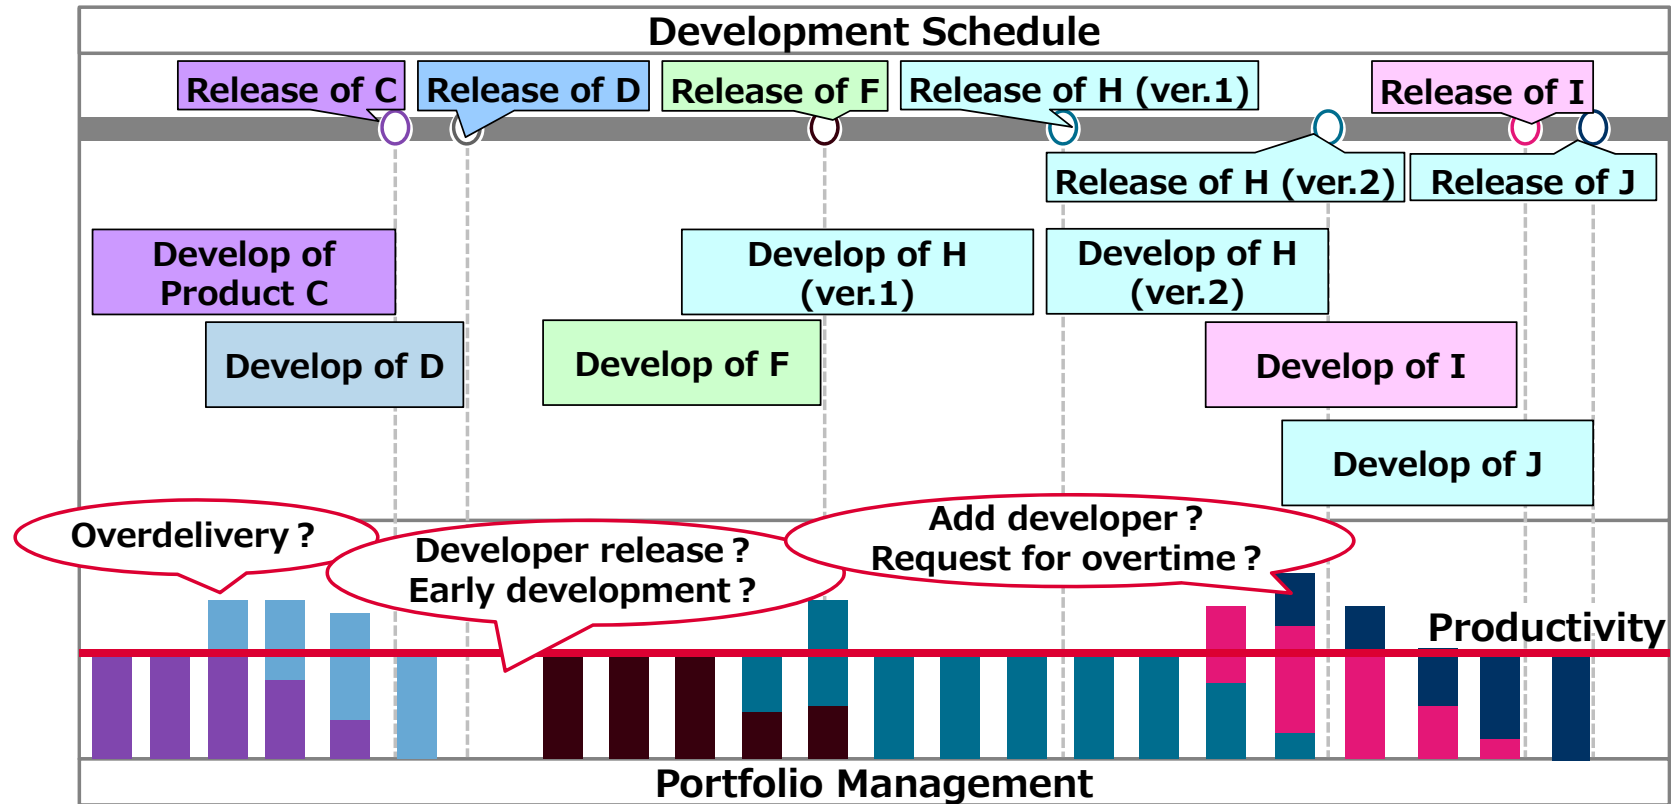 Development Schedule
Release of C
Release of D
Release of F
Release of H (ver.1)
Release of I
Release of H (ver.2)
Release of J
Develop of
Product C
Develop of H
(ver.1)
Develop of H
(ver.2)
Develop of D
Develop of F
Develop of I
Develop of J
Overdelivery?
Developer release?
Early development?
Add developer?
Request for overtime?
Productivity
Portfolio Management